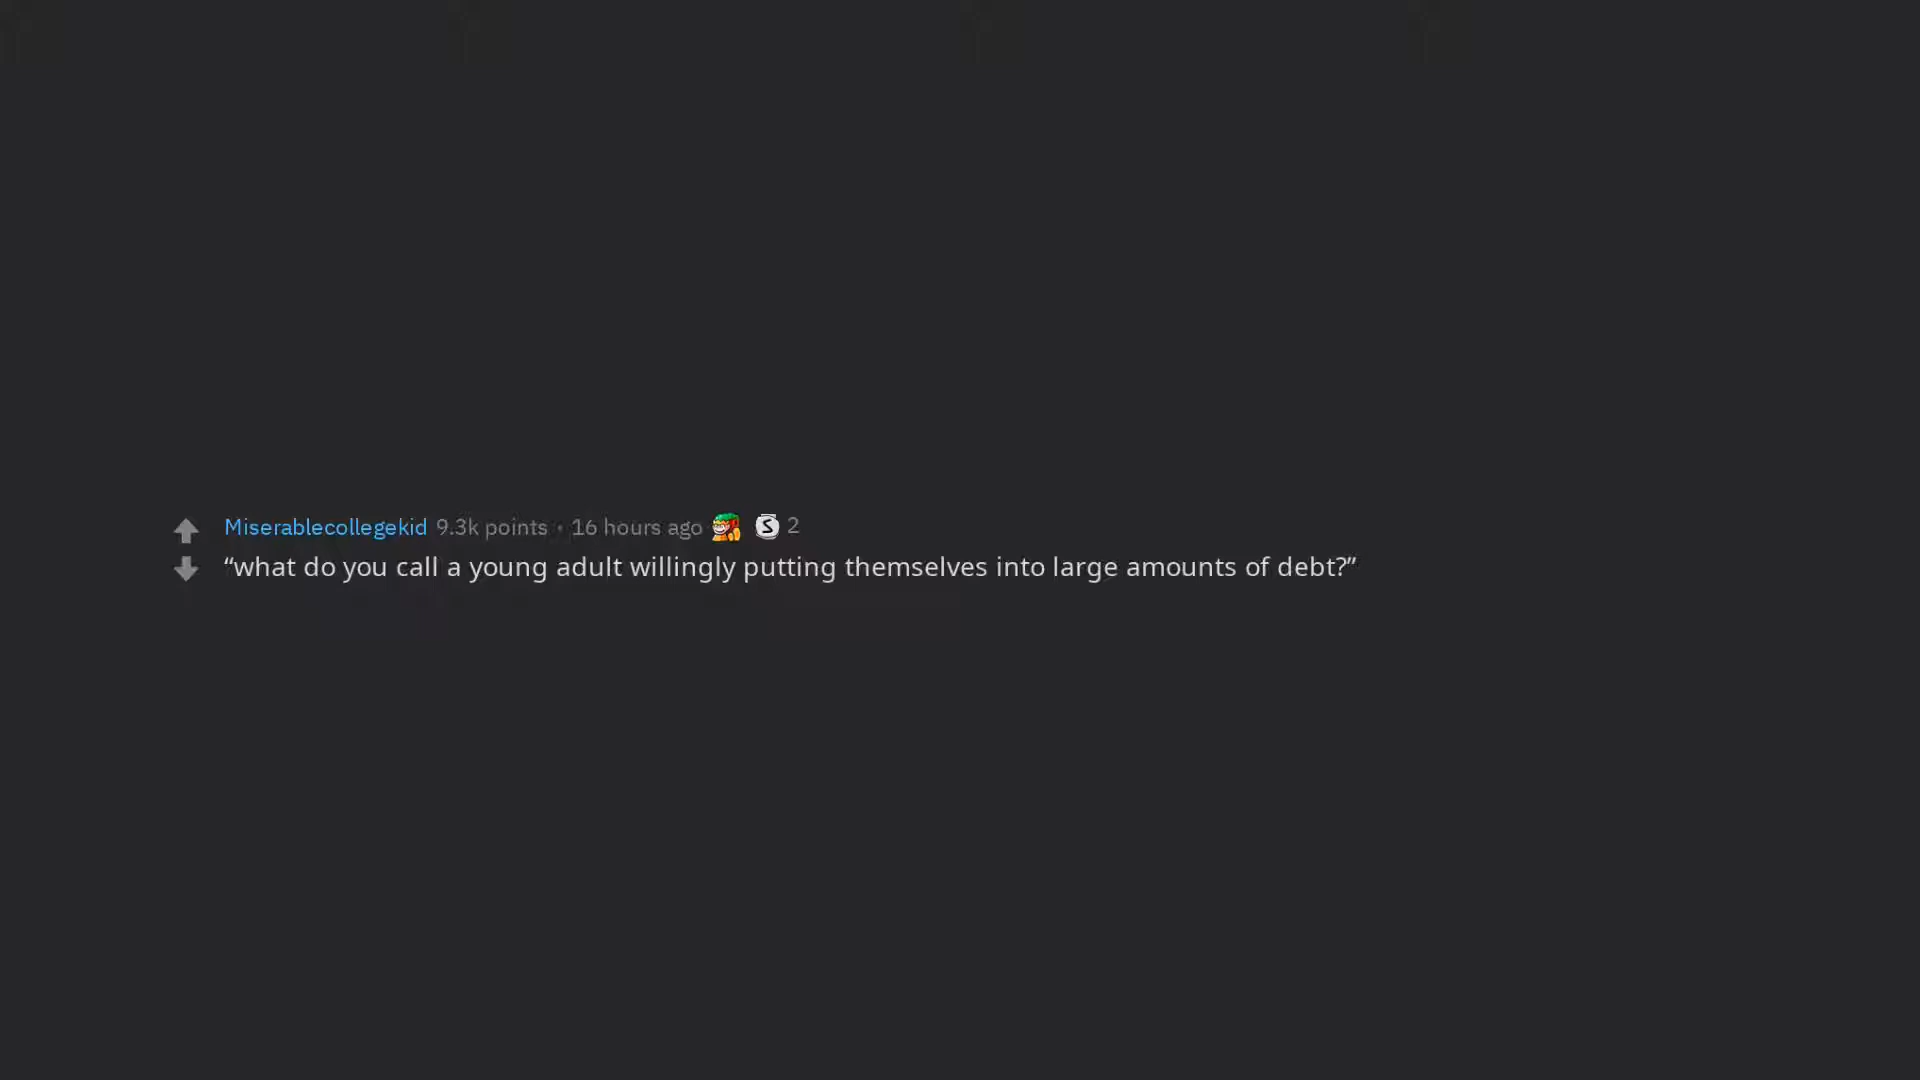 Miserablecollegekid 9.3k points · 16 hours ago S 2
“what do you call a young adult willingly putting themselves into large amounts of debt?”